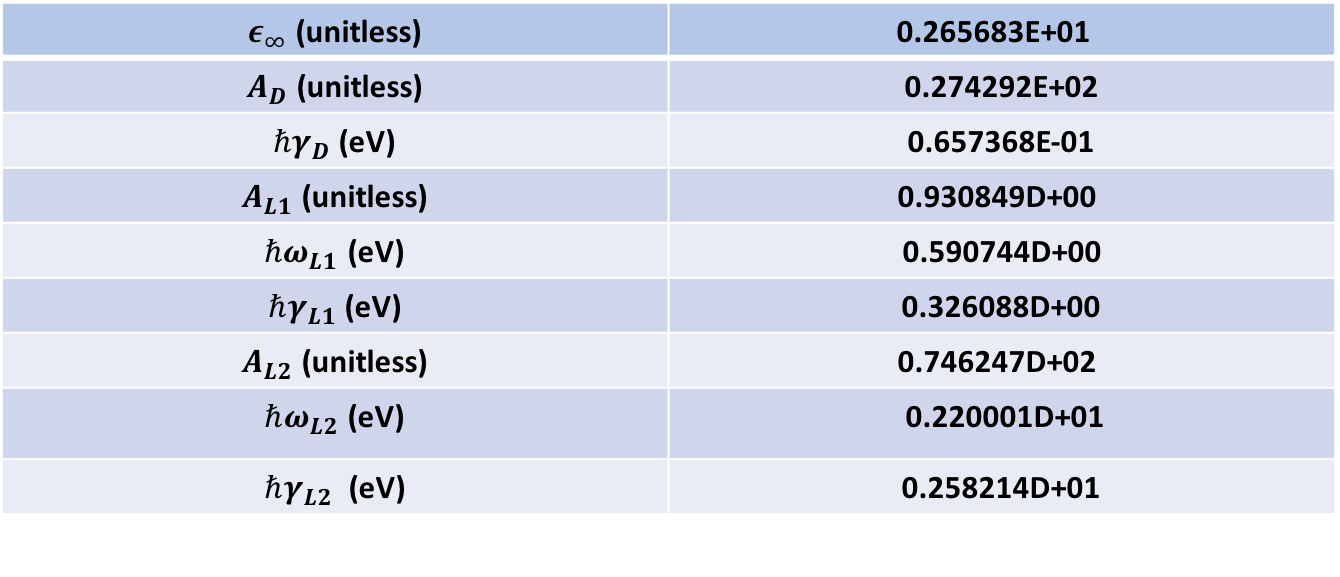 ϵ∞ (unitless) 0.265683E+01
A_D (unitless) 0.274292E+02
ℏγ_D (eV) 0.657368E-01
A_L1 (unitless) 0.930849D+00
ℏω_L1 (eV) 0.590744D+00
ℏγ_L1 (eV) 0.326088D+00
A_L2 (unitless) 0.746247D+02
ℏω_L2 (eV) 0.220001D+01
ℏγ_L2 (eV) 0.258214D+01